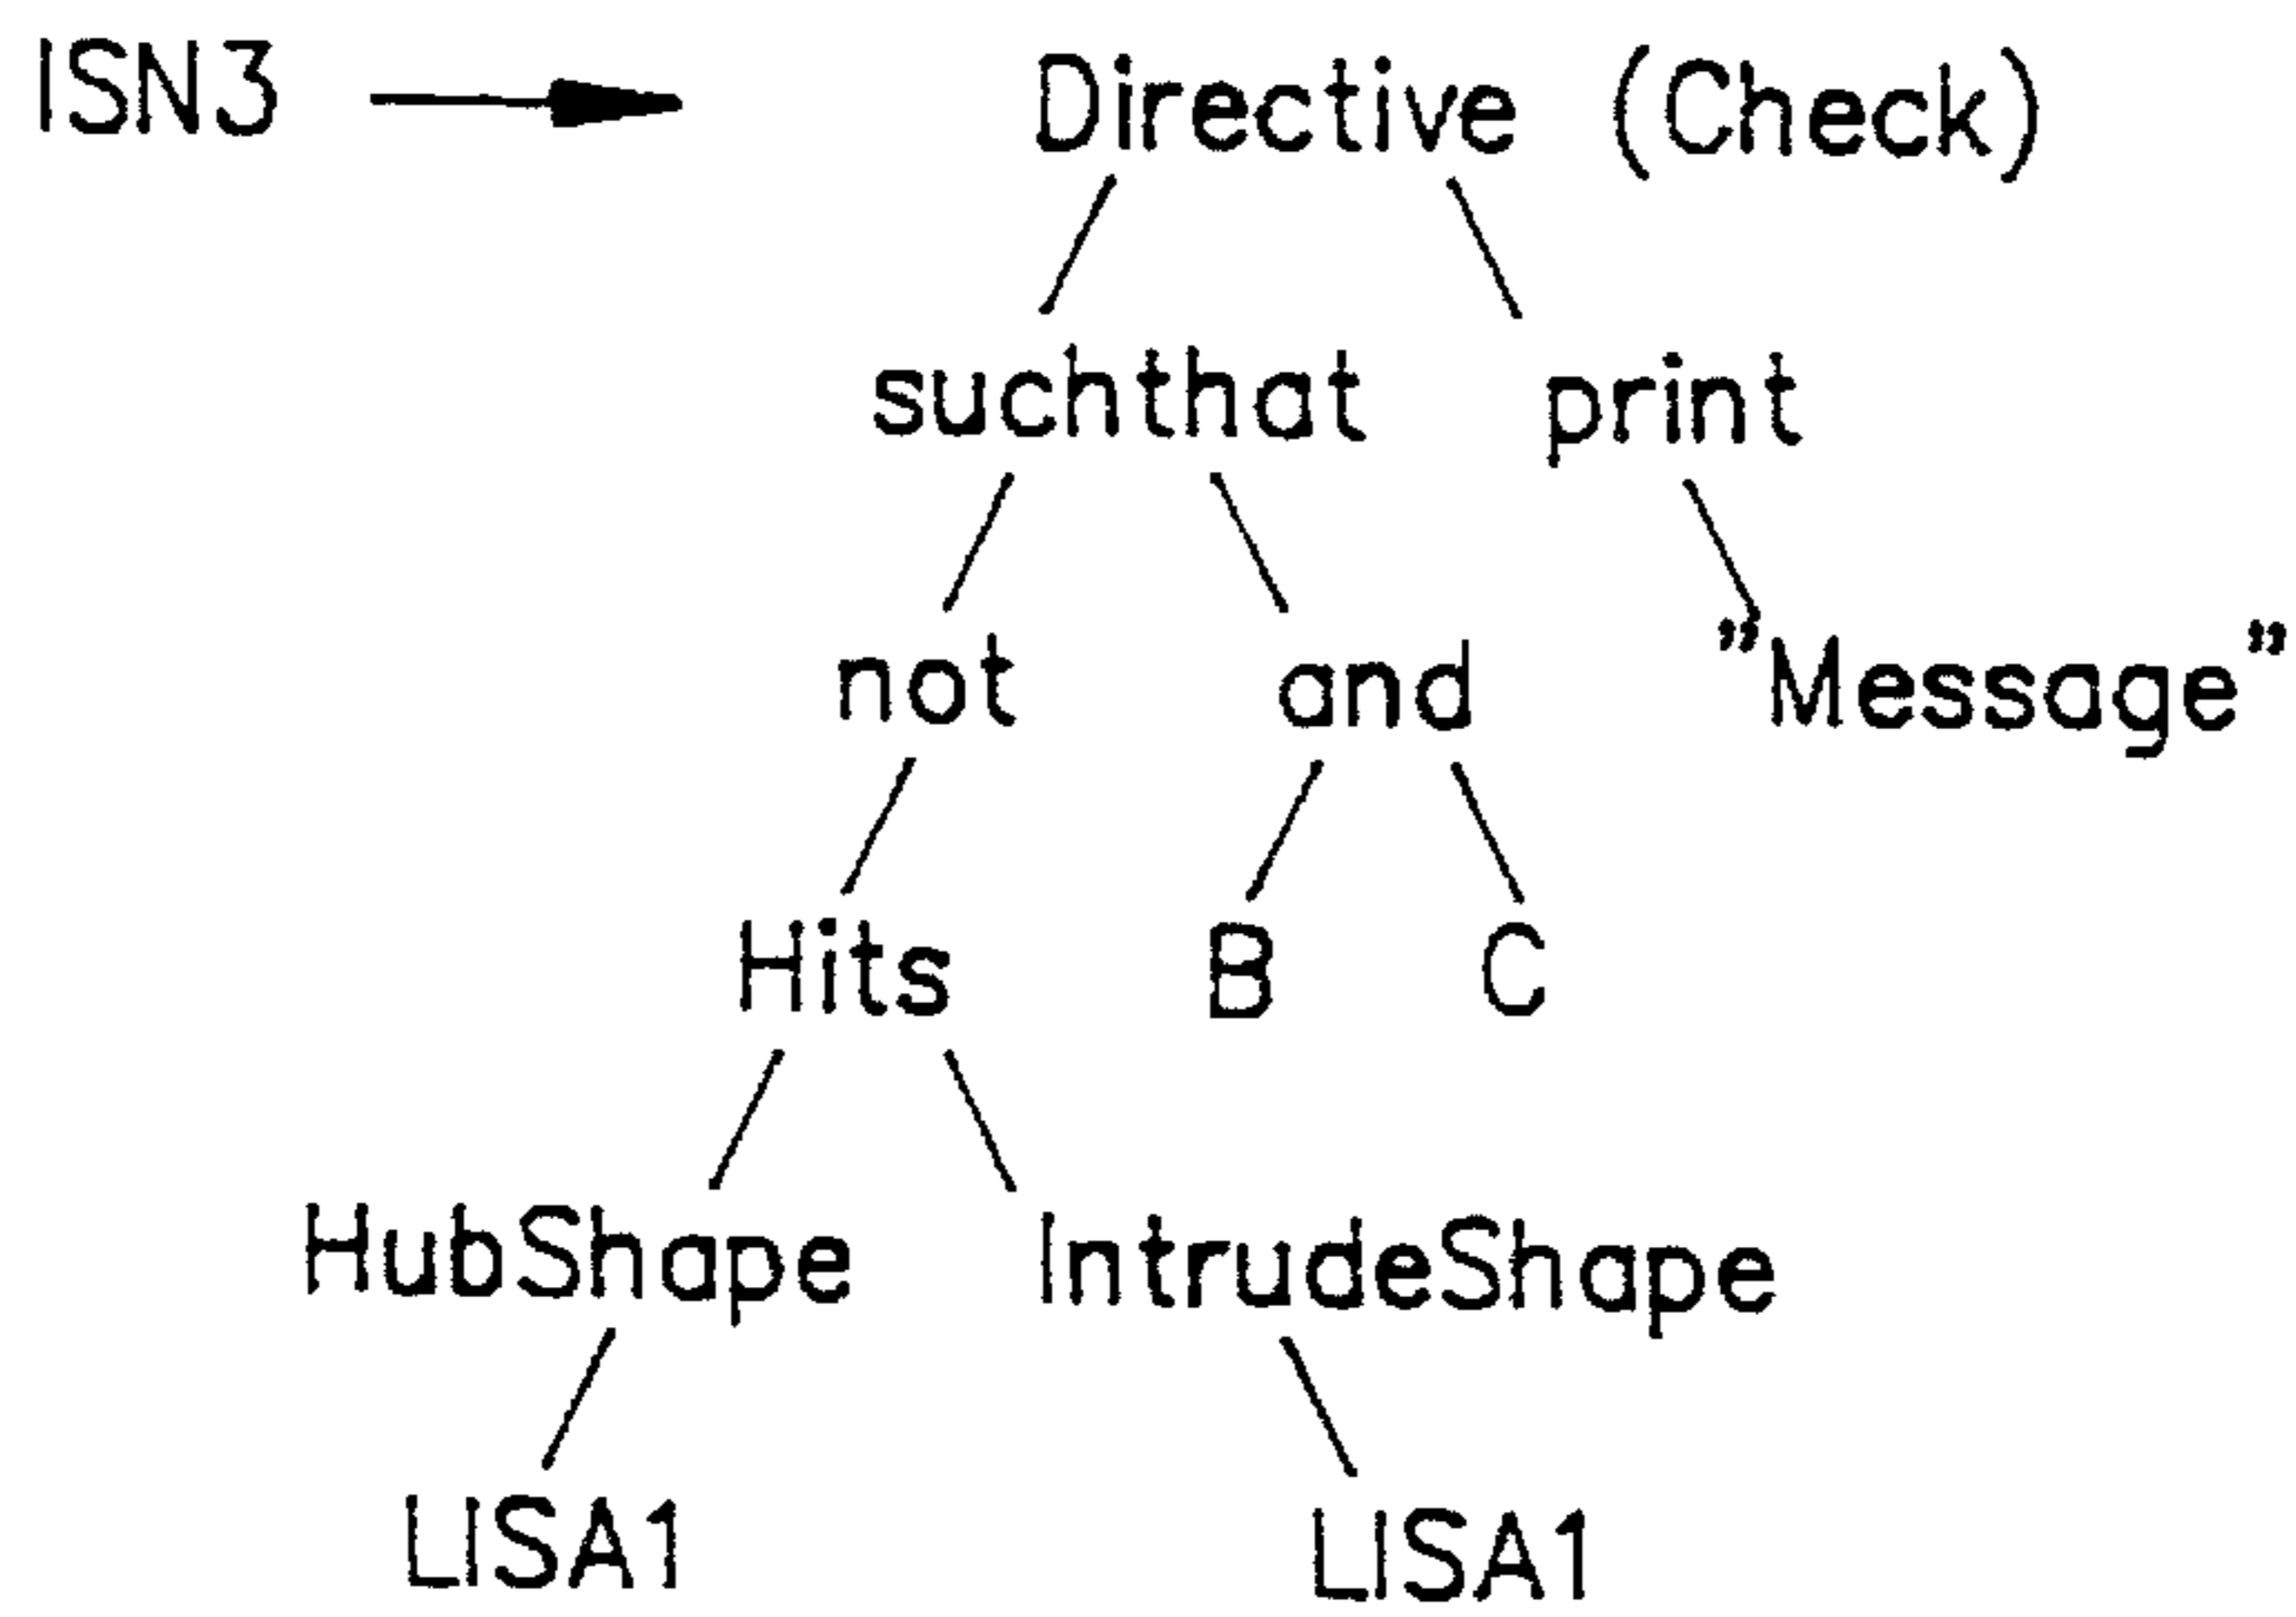 ISN3 Directive (Check)
suchthat print
not and "Message"
Hits B C
HubShape IntrudeShape
LISA1 LISA1